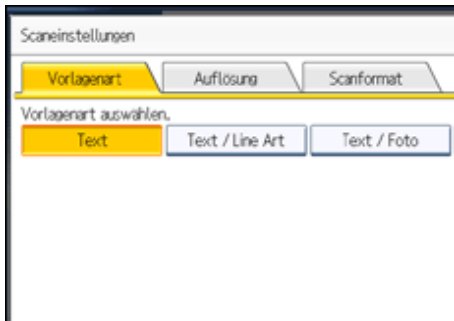 Scaneinstellungen
Vorlagenart Auflösung Scanformat
Vorlagenart auswählen.
Text Text / Line Art Text / Foto